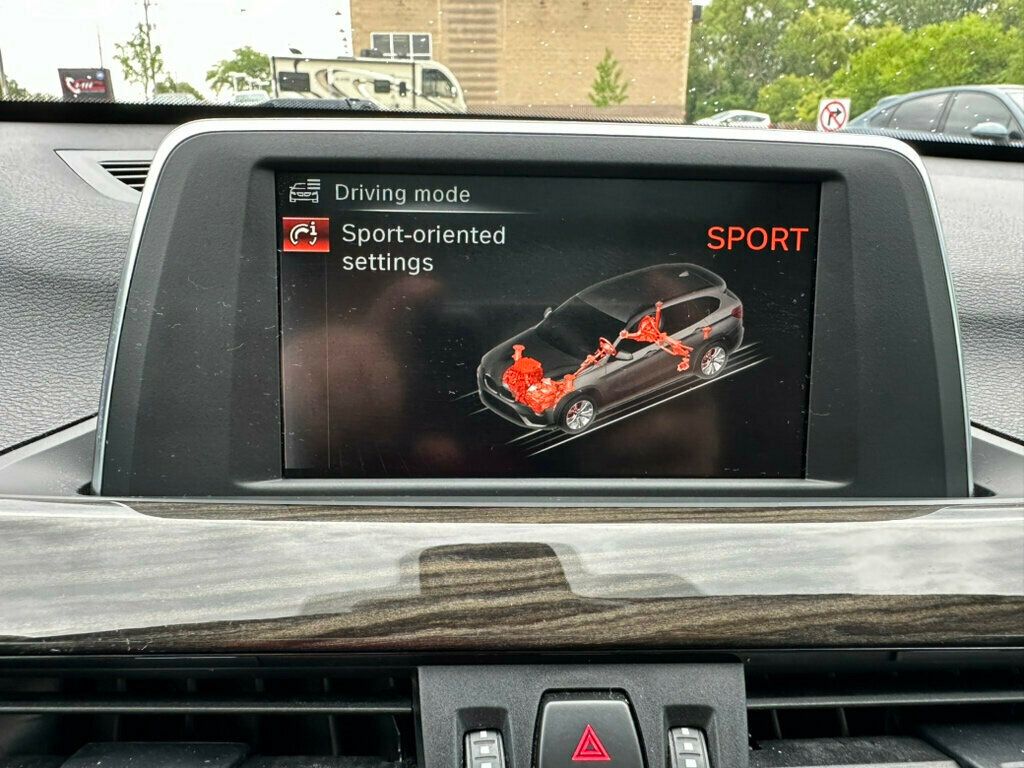 Driving mode
Sport-oriented
settings
SPORT